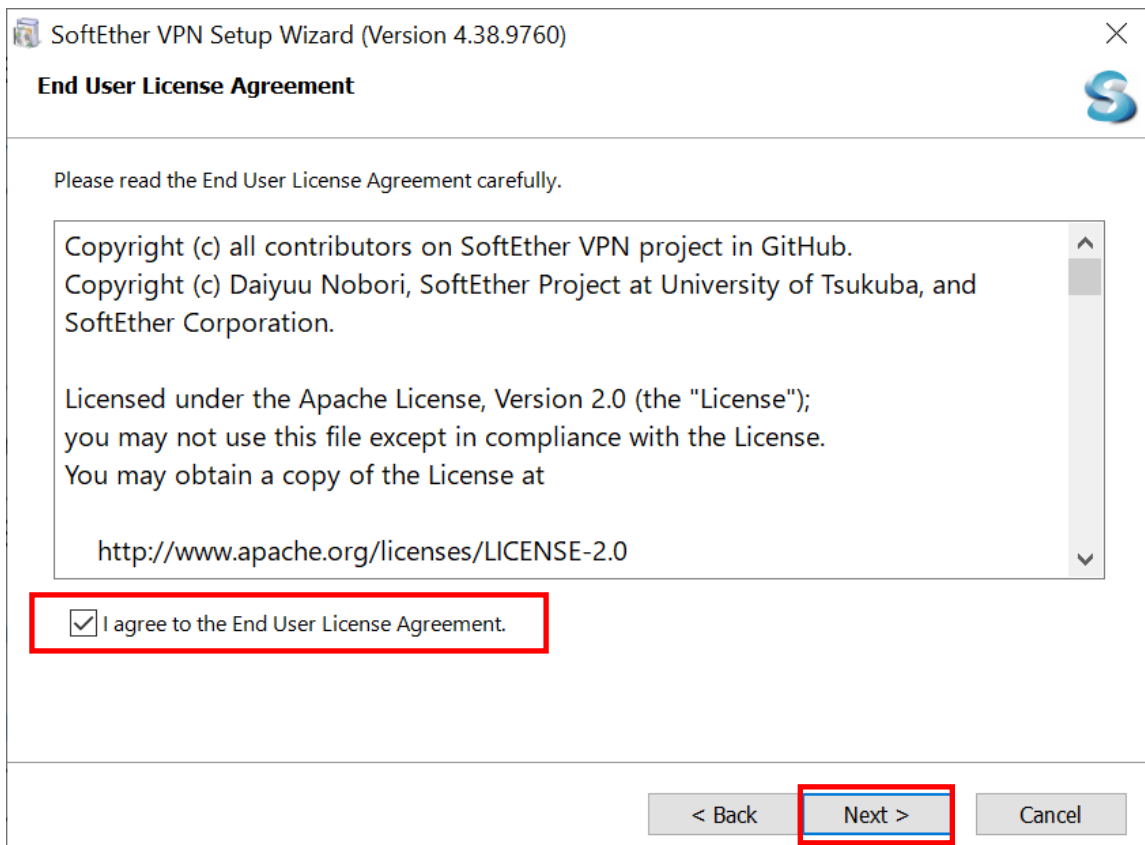 SoftEther VPN Setup Wizard (Version 4.38.9760)
End User License Agreement
Please read the End User License Agreement carefully.
Copyright (c) all contributors on SoftEther VPN project in GitHub.
Copyright (c) Daiyuu Nobori, SoftEther Project at University of Tsukuba, and
SoftEther Corporation.
Licensed under the Apache License, Version 2.0 (the "License");
you may not use this file except in compliance with the License.
You may obtain a copy of the License at
http://www.apache.org/licenses/LICENSE-2.0
I agree to the End User License Agreement.
< Back Next > Cancel